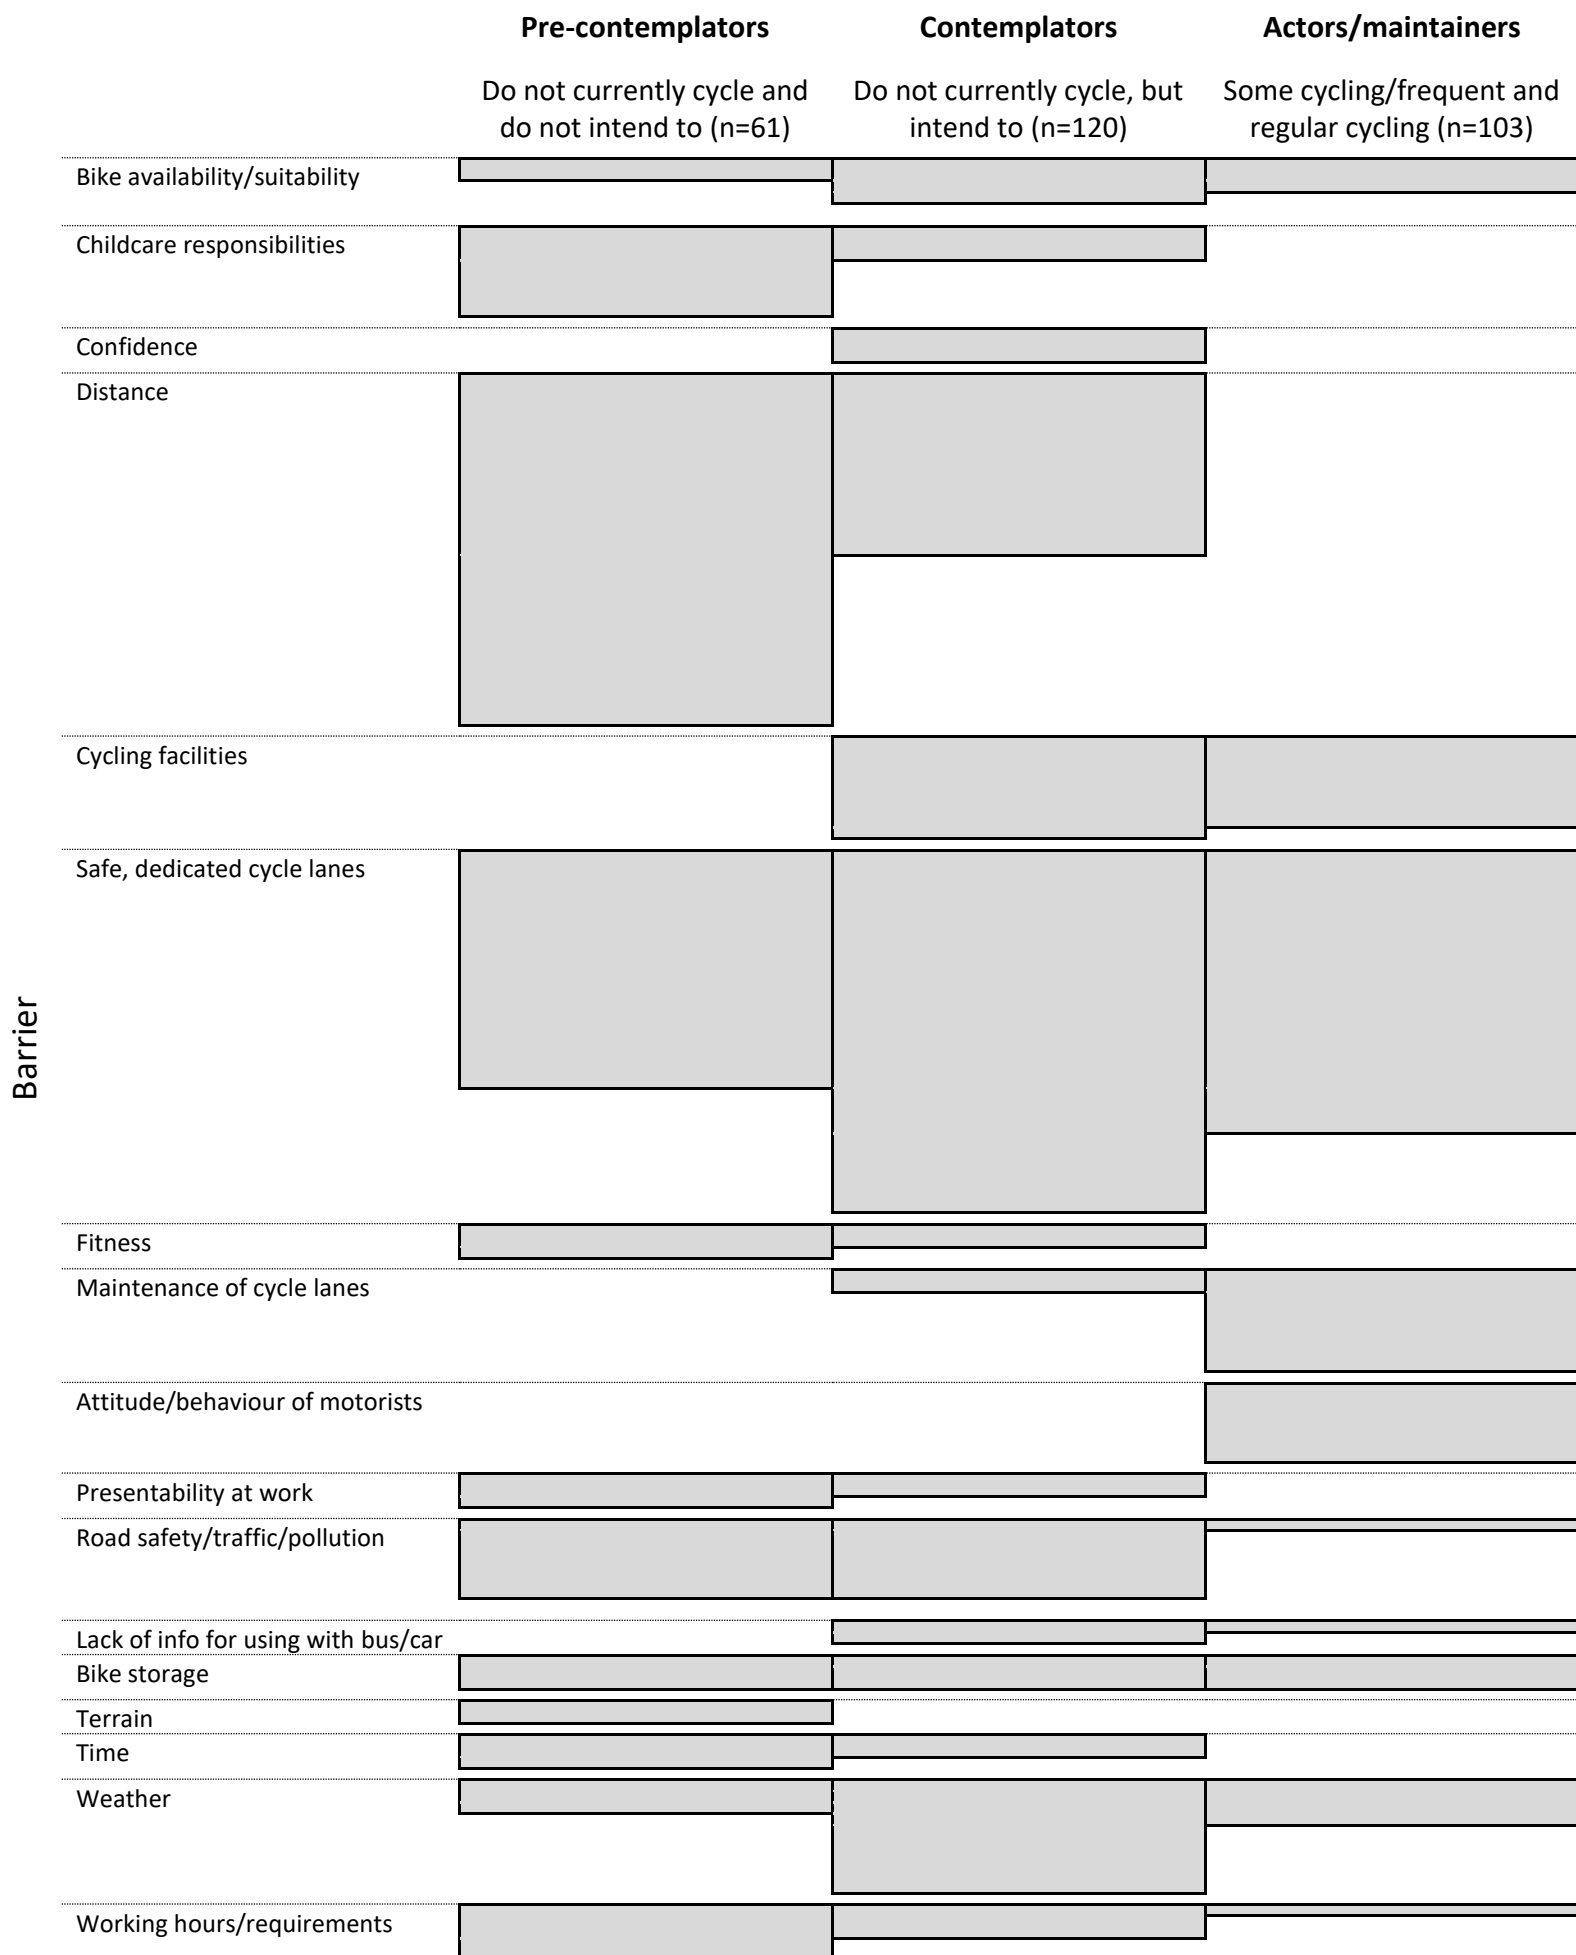 Pre-contemplators
Contemplators
Actors/maintainers
Do not currently cycle and
do not intend to (n=61)
Do not currently cycle, but
intend to (n=120)
Some cycling/frequent and
regular cycling (n=103)
Barrier
Bike availability/suitability
Childcare responsibilities
Confidence
Distance
Cycling facilities
Safe, dedicated cycle lanes
Fitness
Maintenance of cycle lanes
Attitude/behaviour of motorists
Presentability at work
Road safety/traffic/pollution
Lack of info for using with bus/car
Bike storage
Terrain
Time
Weather
Working hours/requirements